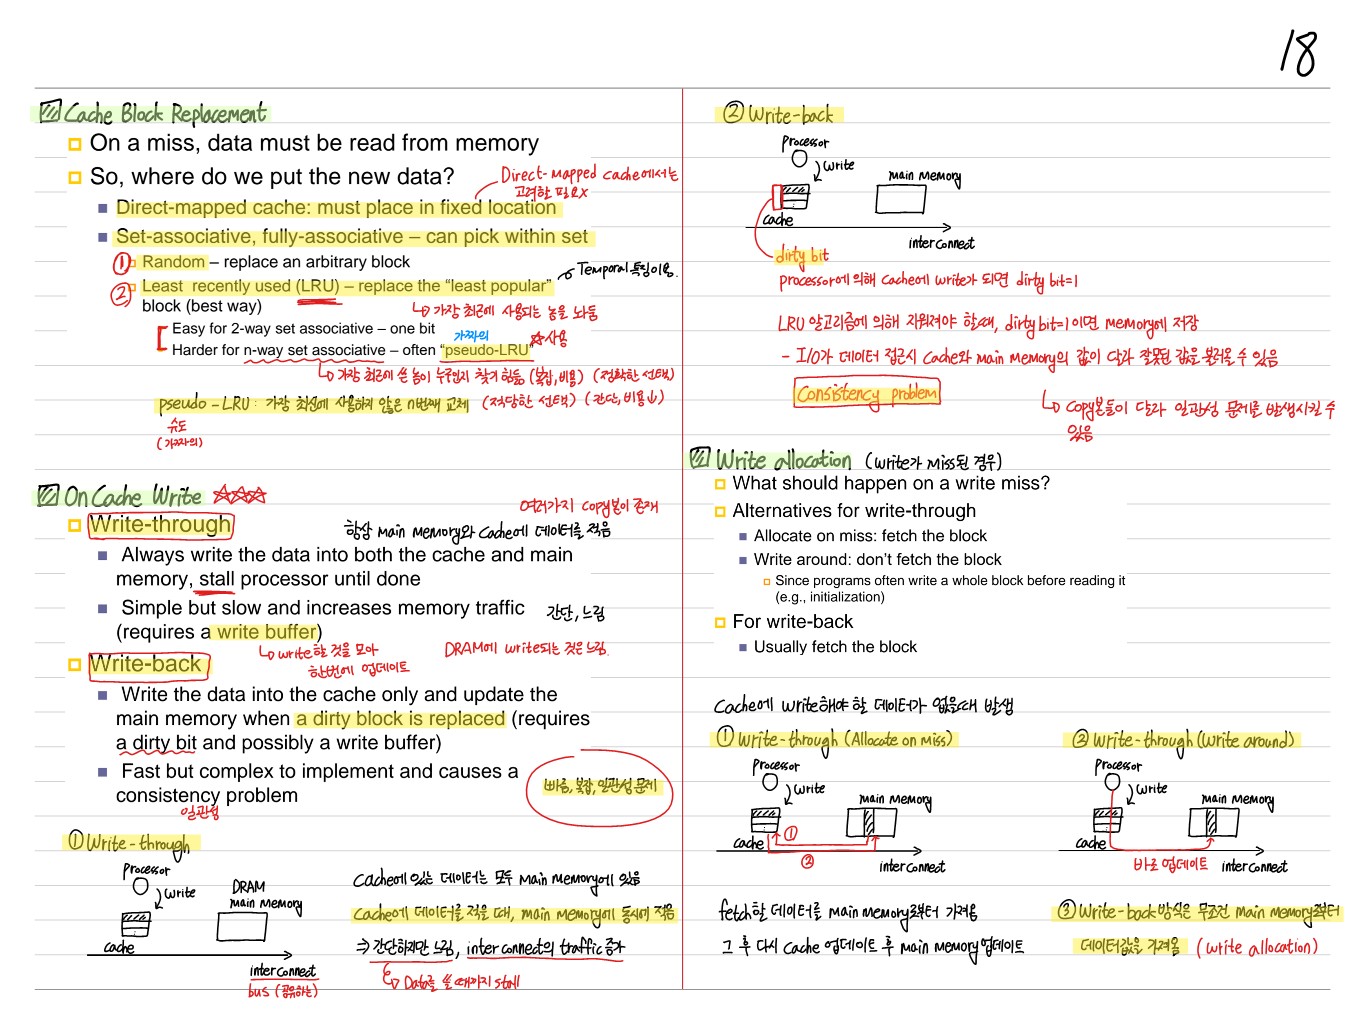 18
Cache Block Replacement
On a miss, data must be read from memory
So, where do we put the new data?
Direct-mapped cache에서는
고려할 필요X
Direct-mapped cache: must place in fixed location
Set-associative, fully-associative – can pick within set
① Random – replace an arbitrary block
Temporal 특징이용.
② Least recently used (LRU) – replace the “least popular”
block (best way)
가장 최근에 사용되는 놈을 놔둠
Easy for 2-way set associative – one bit
가짜의
Harder for n-way set associative – often “pseudo-LRU”
☆사용
가장 최근에 쓴 놈이 누구인지 찾기 힘듦 (복잡, 비용) (정확한 선택)
pseudo-LRU: 가장 최신에 사용하지 않은 n번째 교체 (적당한 선택) (간단, 비용↓)
슈도
(가짜의)
On Cache Write ☆☆☆
여러가지 copy본이 존재
Write-through
항상 main memory와 cache에 데이터를 적음
Always write the data into both the cache and main
memory, stall processor until done
Simple but slow and increases memory traffic
(requires a write buffer)
간단, 느림
write할 것을 모아
한번에 업데이트
DRAM에 write되는 것은 느림.
Write-back
Write the data into the cache only and update the
main memory when a dirty block is replaced (requires
a dirty bit and possibly a write buffer)
Fast but complex to implement and causes a
consistency problem
일관성
빠름, 복잡, 일관성 문제
① Write-through
Processor
write
DRAM
main memory
cache
interconnect
bus (공유하는)
cache에 있는 데이터는 모두 main memory에 있음
cache에 데이터를 적을 때, main memory에 동시에 적음
⇒ 간단하지만 느림, interconnect의 traffic 증가
Data를 쓸 때까지 stall
② Write-back
Processor
write
main memory
cache
interconnect
dirty bit
processor에 의해 cache에 write가 되면 dirty bit=1
LRU 알고리즘에 의해 지워져야 할때, dirty bit=1이면 memory에 저장
- I/O가 데이터 접근시 cache와 main memory의 값이 달라 잘못된 값을 불러올 수 있음
Consistency problem
copy본들이 달라 일관성 문제를 발생시킬 수
있음
Write allocation (write가 miss된 경우)
What should happen on a write miss?
Alternatives for write-through
Allocate on miss: fetch the block
Write around: don’t fetch the block
Since programs often write a whole block before reading it
(e.g., initialization)
For write-back
Usually fetch the block
Cache에 write해야 할 데이터가 없을때 발생
① Write-through (Allocate on miss)
Processor
write
main memory
cache
①
②
interconnect
fetch할 데이터를 main memory로부터 가져옴
그 후 다시 cache 업데이트 후 main memory 업데이트
② Write-through (Write around)
Processor
write
main memory
cache
바로 업데이트
interconnect
③ Write-back방식은 무조건 main memory로부터
데이터값을 가져옴 (write allocation)